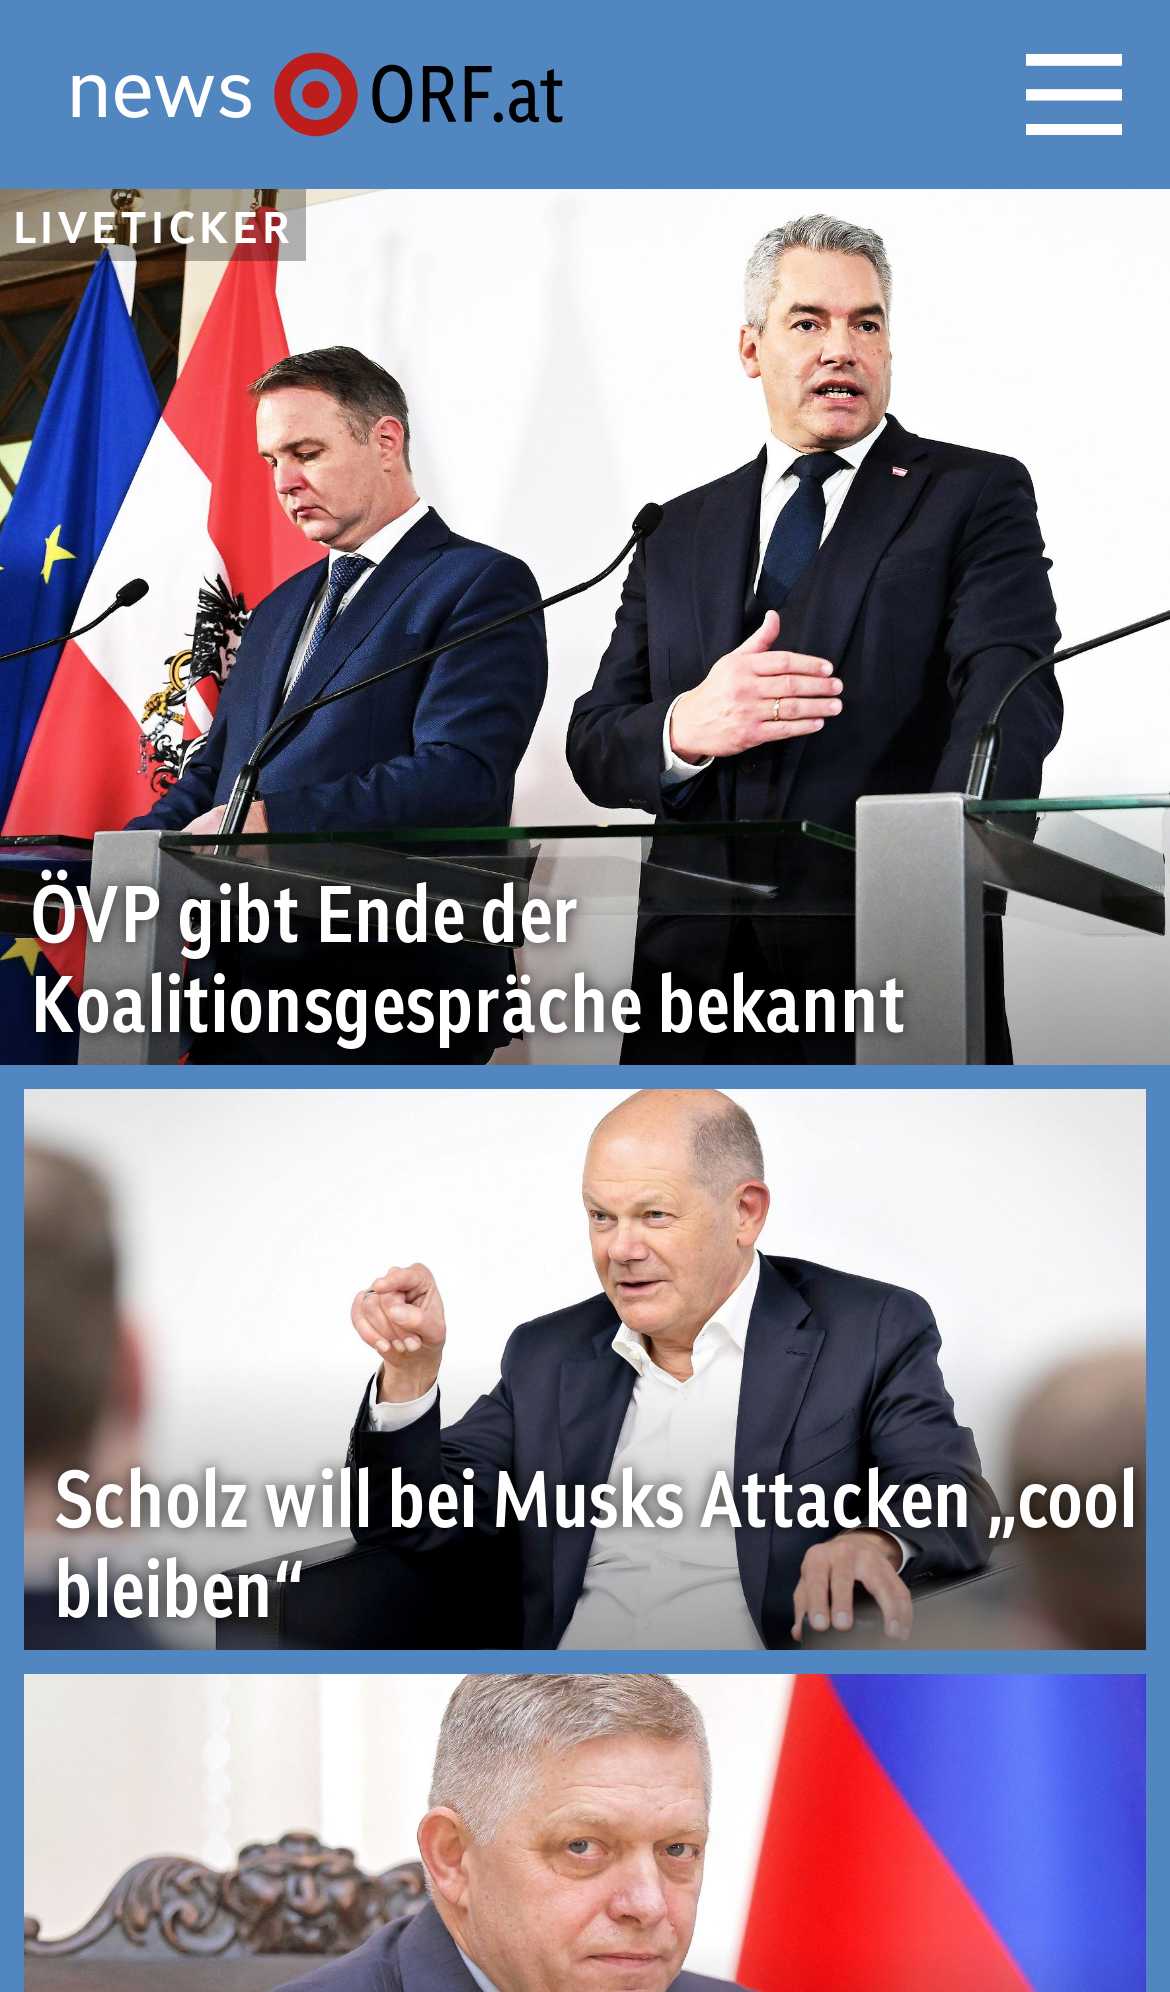 news ORF.at
LIVETICKER
ÖVP gibt Ende der
Koalitionsgespräche bekannt
Scholz will bei Musks Attacken „cool
bleiben“